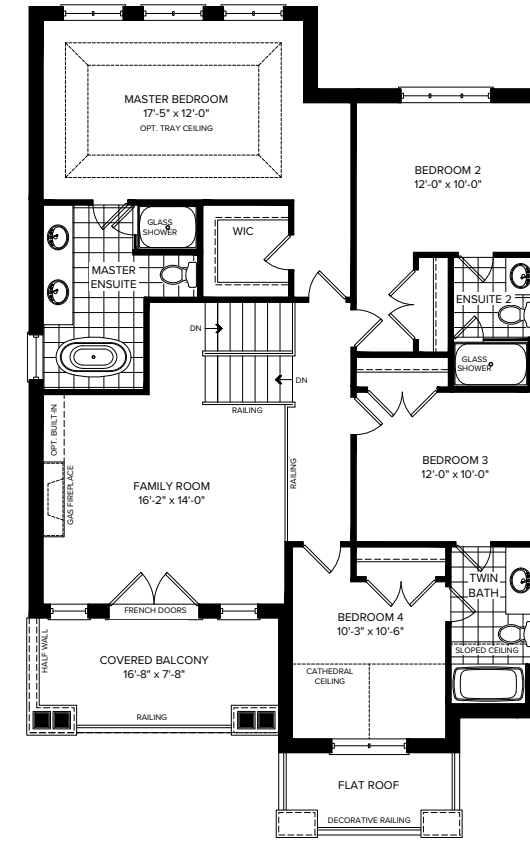 MASTER BEDROOM
17'-5" x 12'-0"
OPT. TRAY CEILING
BEDROOM 2
12'-0" x 10'-0"
GLASS
SHOWER
WIC
MASTER
ENSUITE
ENSUITE 2
DN
GLASS
SHOWER
DN
RAILING
OPT. BUILT-IN
RAILING
BEDROOM 3
12'-0" x 10'-0"
GAS FIREPLACE
FAMILY ROOM
16'-2" x 14'-0"
TWIN
BATH
FRENCH DOORS
BEDROOM 4
10'-3" x 10'-6"
HALF WALL
SLOPED CEILING
COVERED BALCONY
16'-8" x 7'-8"
CATHEDRAL
CEILING
RAILING
FLAT ROOF
DECORATIVE RAILING